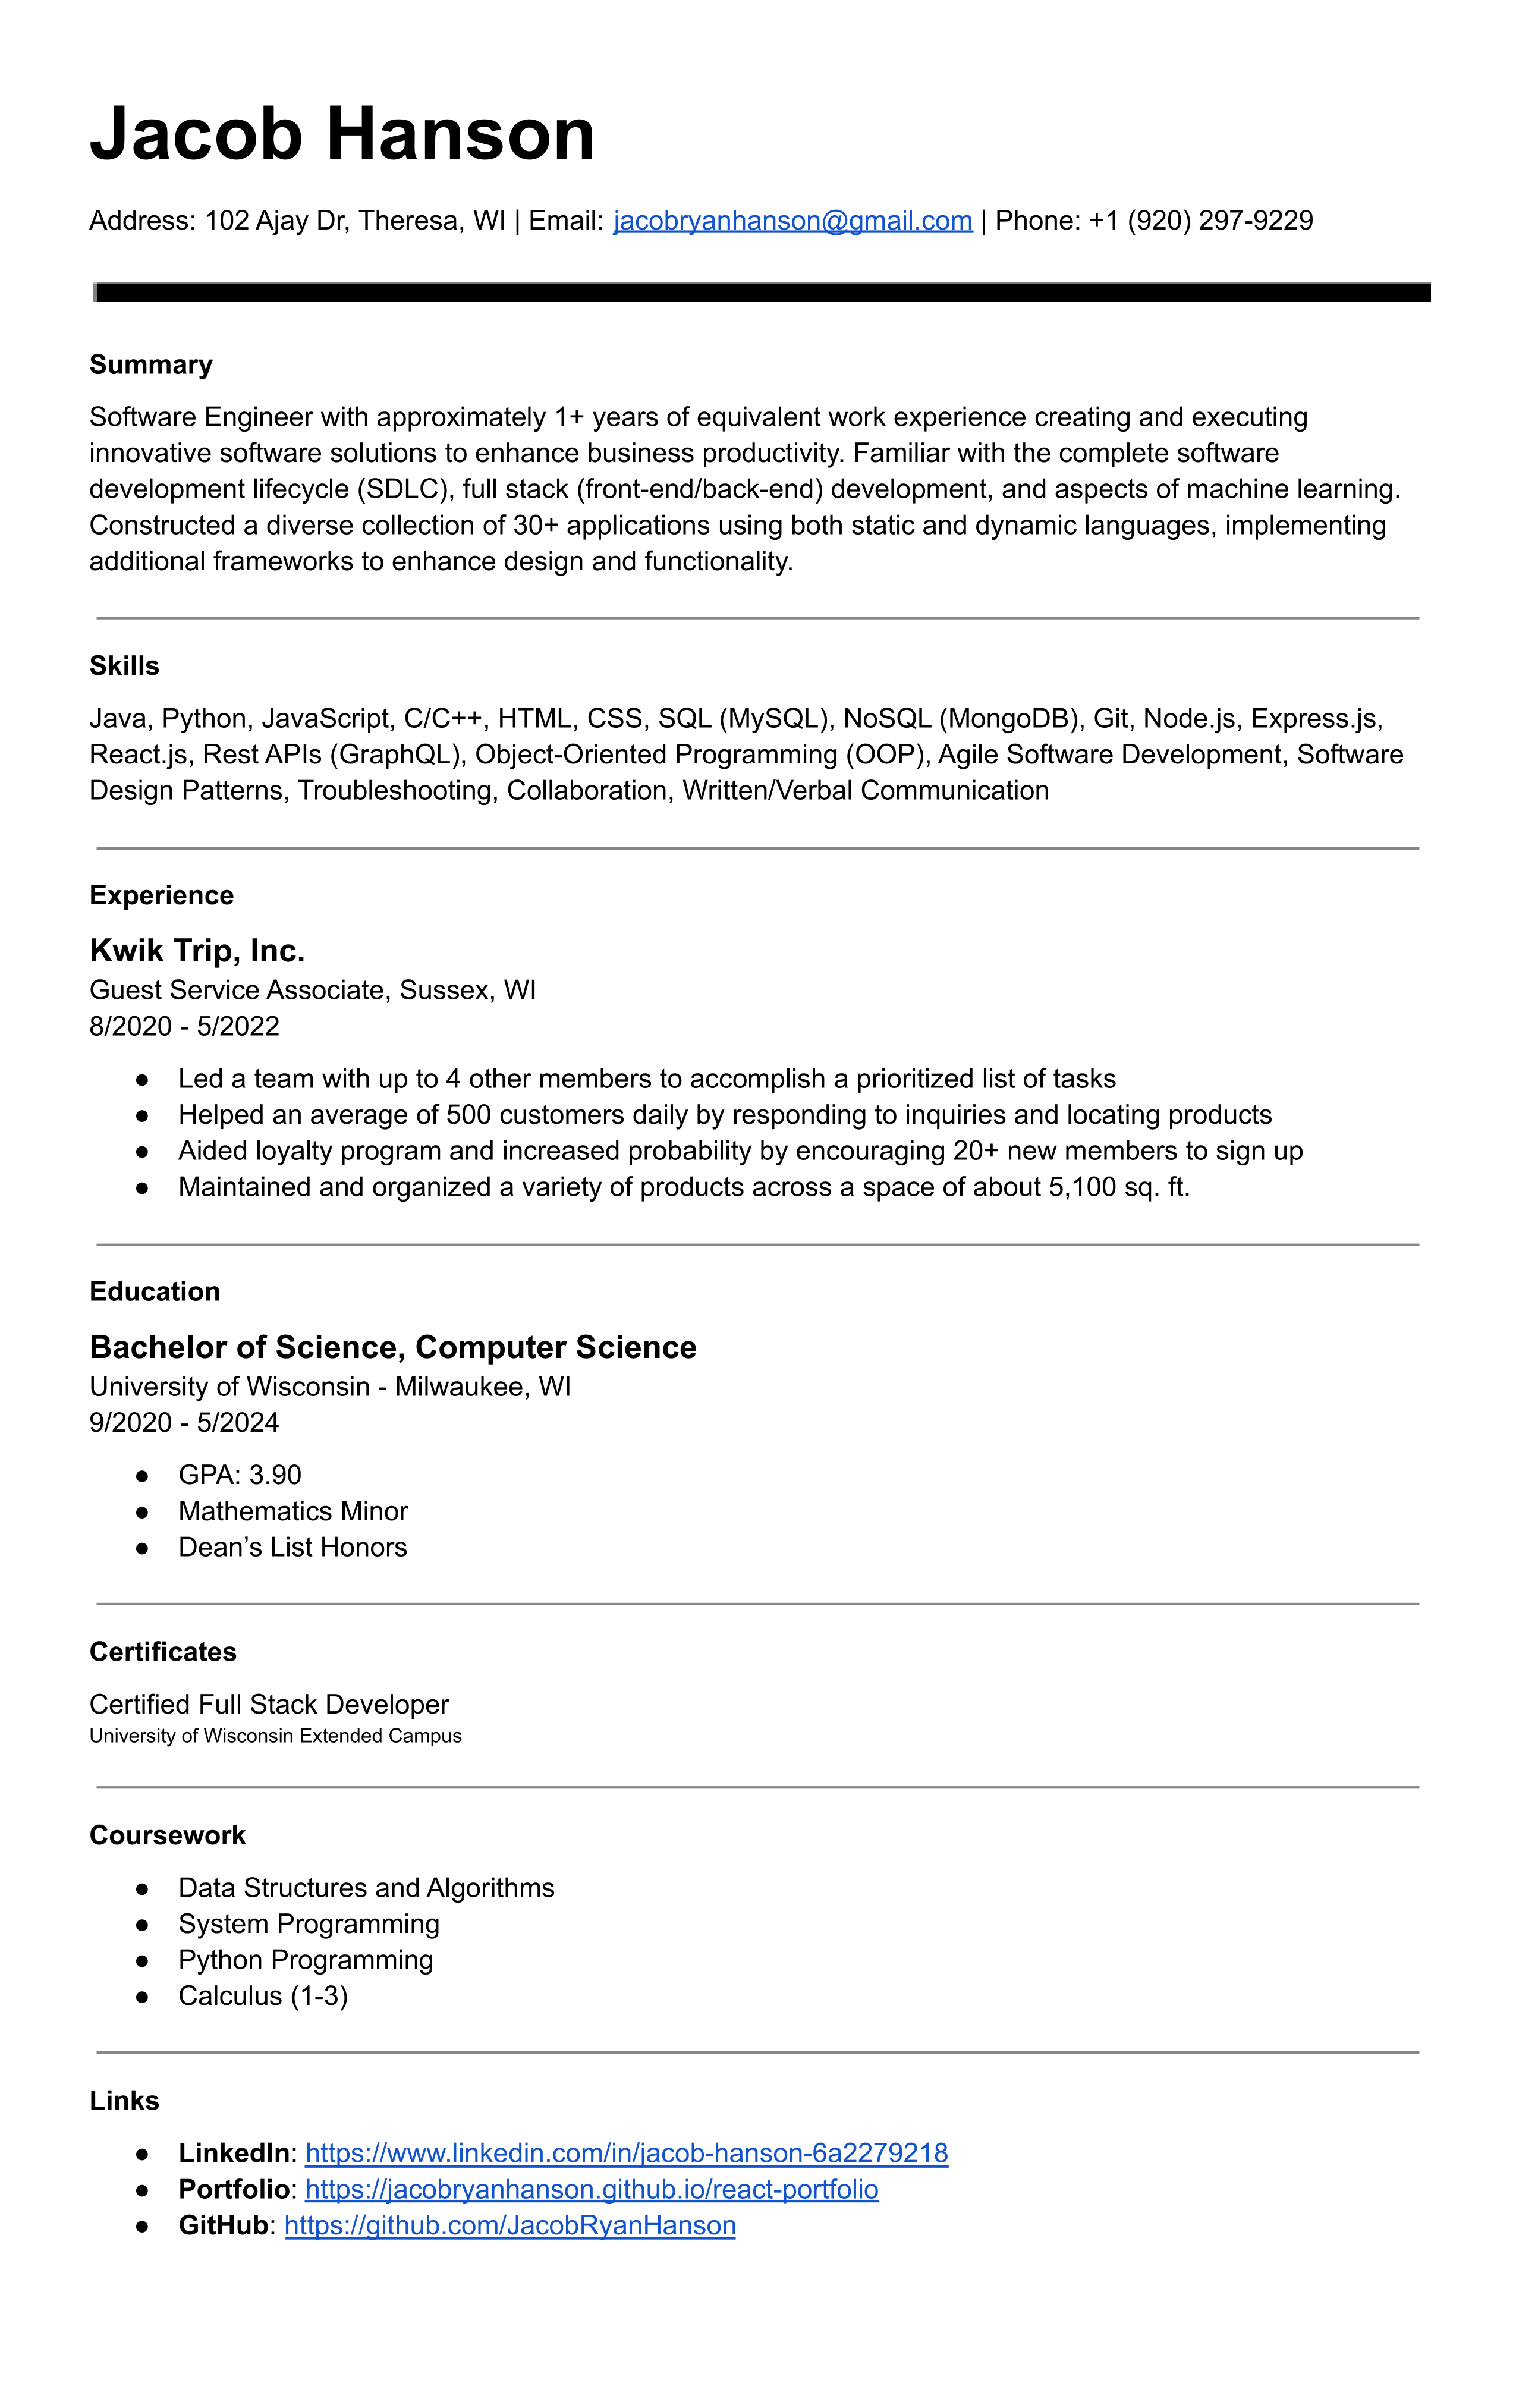 Jacob Hanson
Address: 102 Ajay Dr, Theresa, WI | Email: jacobryanhanson@gmail.com | Phone: +1 (920) 297-9229
Summary
Software Engineer with approximately 1+ years of equivalent work experience creating and executing
innovative software solutions to enhance business productivity. Familiar with the complete software
development lifecycle (SDLC), full stack (front-end/back-end) development, and aspects of machine learning.
Constructed a diverse collection of 30+ applications using both static and dynamic languages, implementing
additional frameworks to enhance design and functionality.
Skills
Java, Python, JavaScript, C/C++, HTML, CSS, SQL (MySQL), NoSQL (MongoDB), Git, Node.js, Express.js,
React.js, Rest APIs (GraphQL), Object-Oriented Programming (OOP), Agile Software Development, Software
Design Patterns, Troubleshooting, Collaboration, Written/Verbal Communication
Experience
Kwik Trip, Inc.
Guest Service Associate, Sussex, WI
8/2020 - 5/2022
● Led a team with up to 4 other members to accomplish a prioritized list of tasks
● Helped an average of 500 customers daily by responding to inquiries and locating products
● Aided loyalty program and increased probability by encouraging 20+ new members to sign up
● Maintained and organized a variety of products across a space of about 5,100 sq. ft.
Education
Bachelor of Science, Computer Science
University of Wisconsin - Milwaukee, WI
9/2020 - 5/2024
● GPA: 3.90
● Mathematics Minor
● Dean’s List Honors
Certificates
Certified Full Stack Developer
University of Wisconsin Extended Campus
Coursework
● Data Structures and Algorithms
● System Programming
● Python Programming
● Calculus (1-3)
Links
● LinkedIn: https://www.linkedin.com/in/jacob-hanson-6a2279218
● Portfolio: https://jacobryanhanson.github.io/react-portfolio
● GitHub: https://github.com/JacobRyanHanson